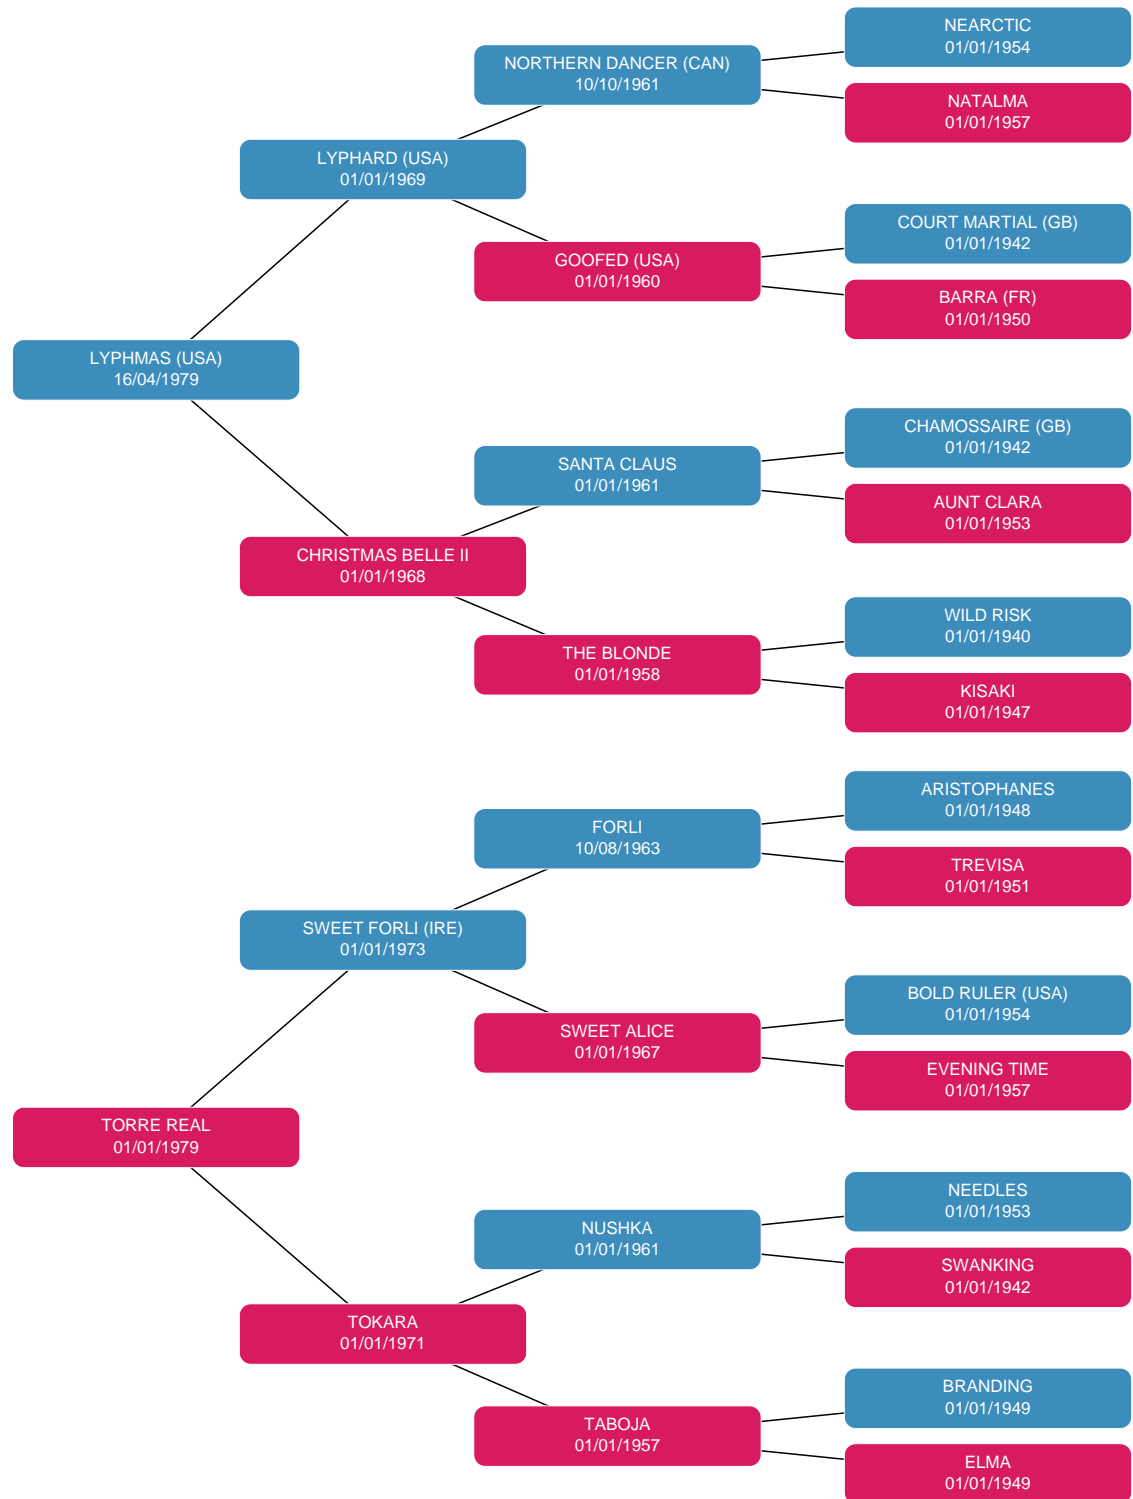 NEARCTIC
01/01/1954
NORTHERN DANCER (CAN)
10/10/1961
NATALMA
01/01/1957
LYPHARD (USA)
01/01/1969
COURT MARTIAL (GB)
01/01/1942
GOOFED (USA)
01/01/1960
BARRA (FR)
01/01/1950
LYPHMAS (USA)
16/04/1979
CHAMOSSAIRE (GB)
01/01/1942
SANTA CLAUS
01/01/1961
AUNT CLARA
01/01/1953
CHRISTMAS BELLE II
01/01/1968
WILD RISK
01/01/1940
THE BLONDE
01/01/1958
KISAKI
01/01/1947
ARISTOPHANES
01/01/1948
FORLI
10/08/1963
TREVISA
01/01/1951
SWEET FORLI (IRE)
01/01/1973
BOLD RULER (USA)
01/01/1954
SWEET ALICE
01/01/1967
EVENING TIME
01/01/1957
TORRE REAL
01/01/1979
NEEDLES
01/01/1953
NUSHKA
01/01/1961
SWANKING
01/01/1942
TOKARA
01/01/1971
BRANDING
01/01/1949
TABOJA
01/01/1957
ELMA
01/01/1949